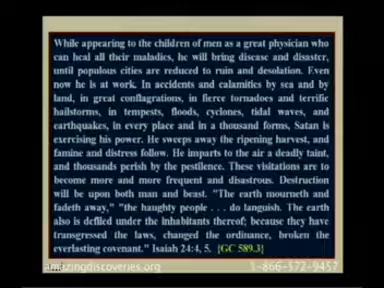 While appearing to the children of men as a great physician who
can heal all their maladies, he will bring disease and disaster,
until populous cities are reduced to ruin and desolation. Even
now he is at work. In accidents and calamities by sea and by
land, in great conflagrations, in fierce tornadoes and terrific
hailstorms, in tempests, floods, cyclones, tidal waves, and
earthquakes, in every place and in a thousand forms, Satan is
exercising his power. He sweeps away the ripening harvest, and
famine and distress follow. He imparts to the air a deadly taint,
and thousands perish by the pestilence. These visitations are to
become more and more frequent and disastrous. Destruction
will be upon both man and beast. "The earth mourneth and
fadeth away," "the haughty people . . . do languish. The earth
also is defiled under the inhabitants thereof; because they have
transgressed the laws, changed the ordinance, broken the
everlasting covenant." Isaiah 24:4, 5. {GC 589.3}
amazingdiscoveries.org 1-866-572-9457